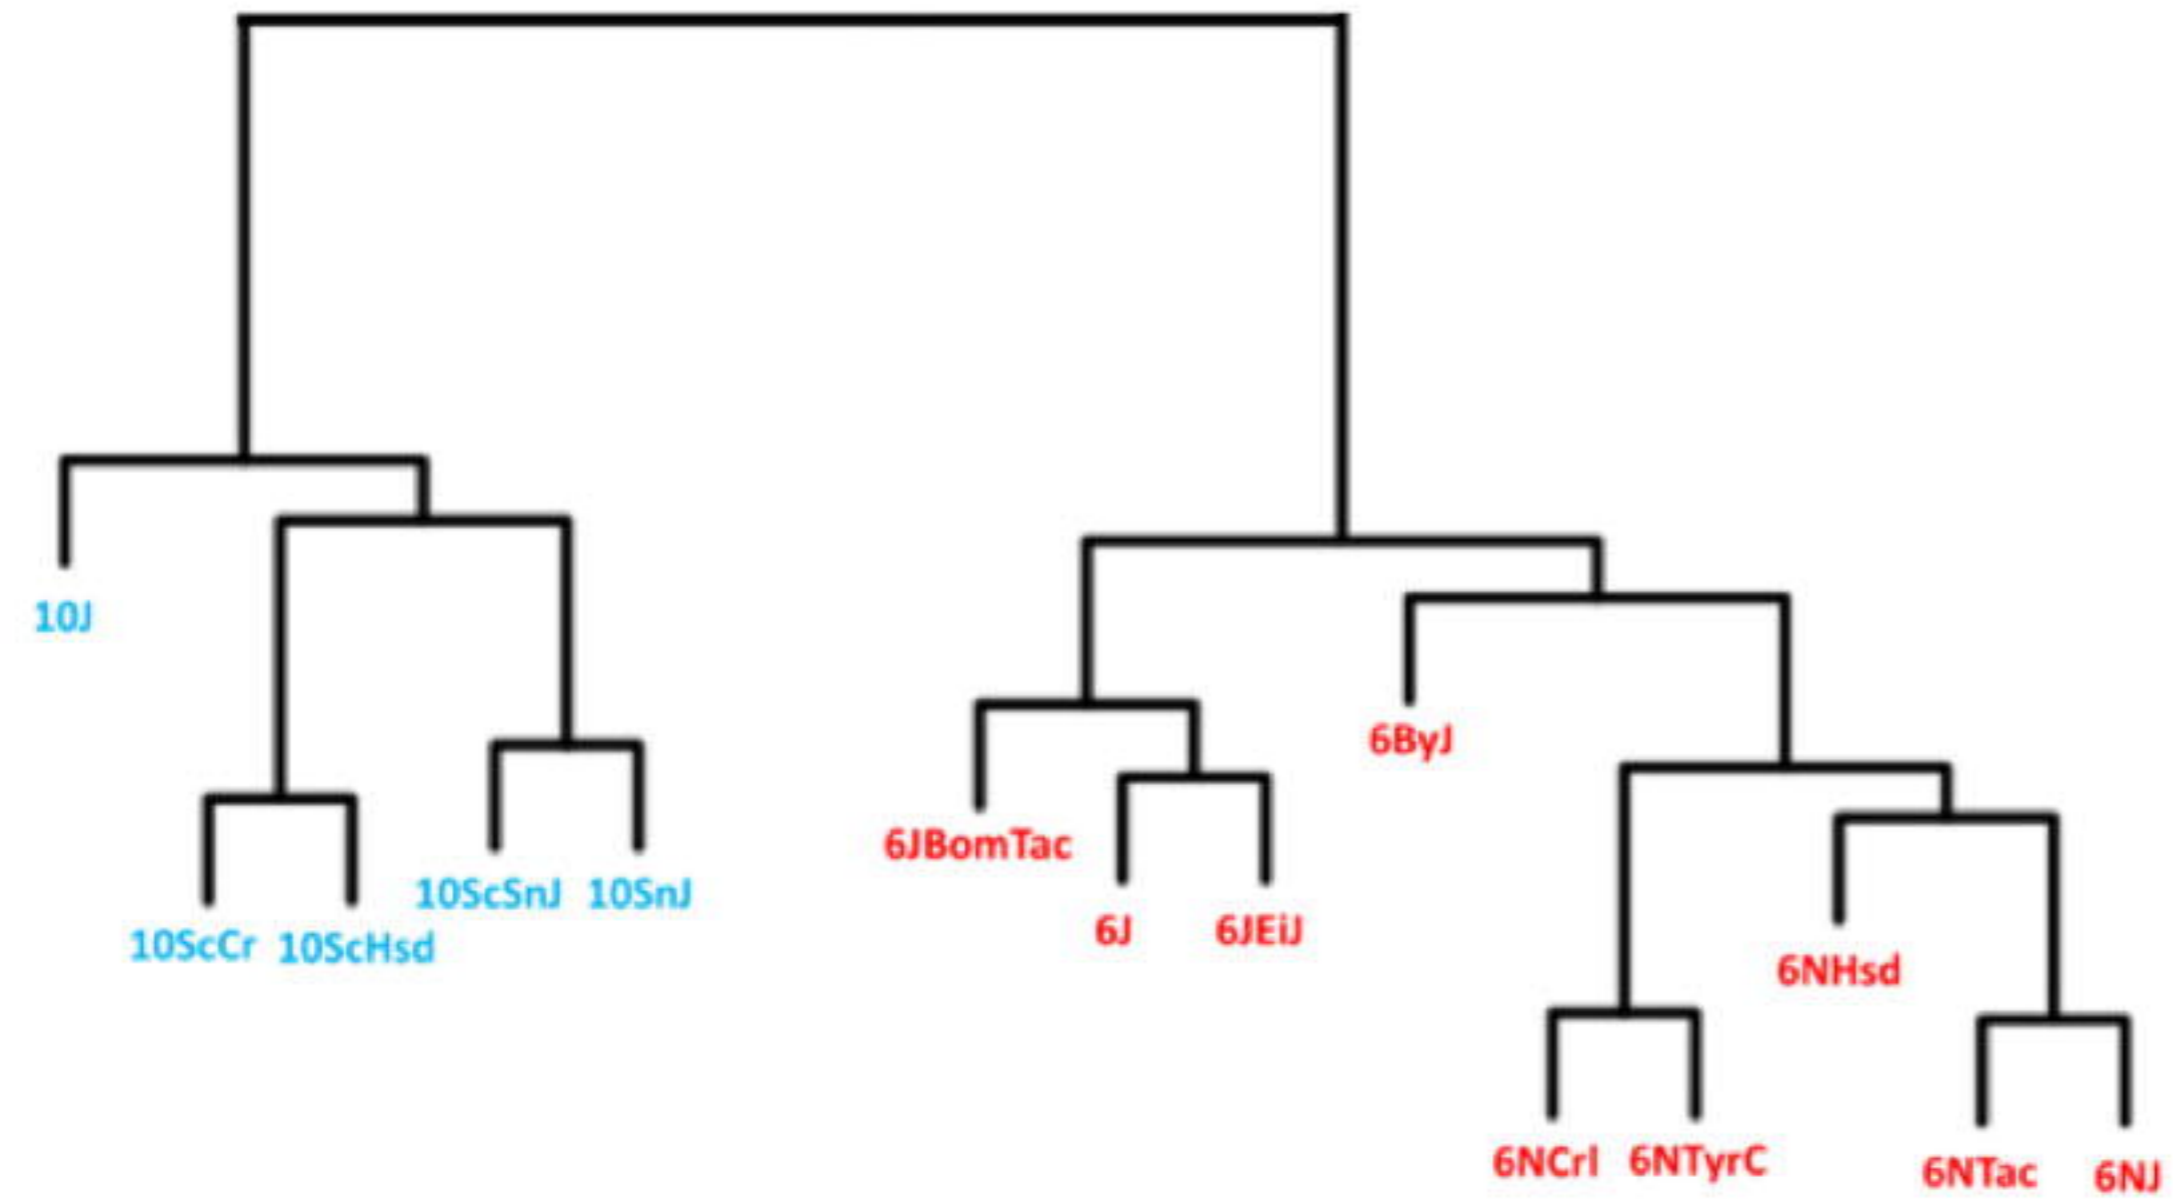 10J
6ByJ
6JBomTac
10ScSnJ 10SnJ
6J 6JEiJ
10ScCr 10ScHsd
6NHsd
6NCrl 6NTyrC
6NTac 6NJ